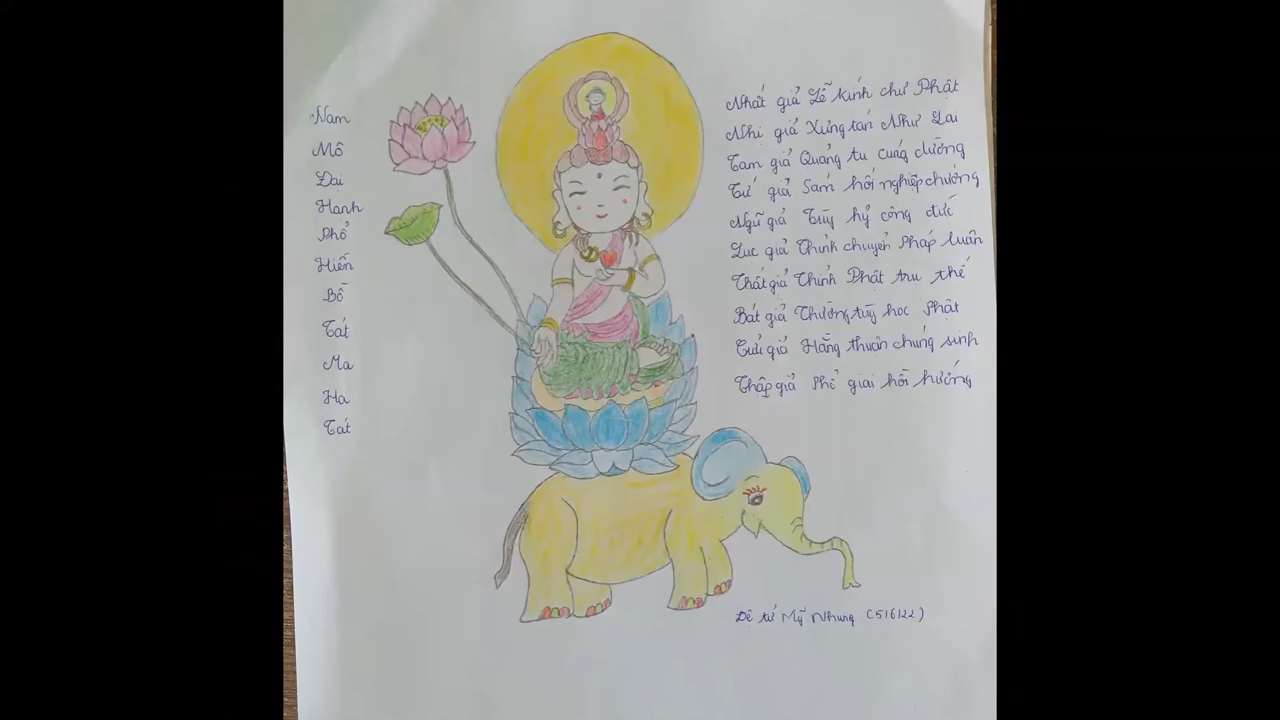 Nam
Mô
Đại
Hạnh
Phổ
Hiền
Bồ
Tát
Ma
Ha
Tát
Nhất giả Lễ kính chư Phật
Nhị giả Xưng tán Như Lai
Tam giả Quảng tu cúng dường
Tứ giả Sám hối nghiệp chướng
Ngũ giả Tùy hỷ công đức
Lục giả Thỉnh chuyển Pháp luân
Thất giả Thỉnh Phật trụ thế
Bát giả Thường tùy học Phật
Cửu giả Hằng thuận chúng sinh
Thập giả Phổ giai hồi hướng
Đệ tử Mỹ Nhung (516122)